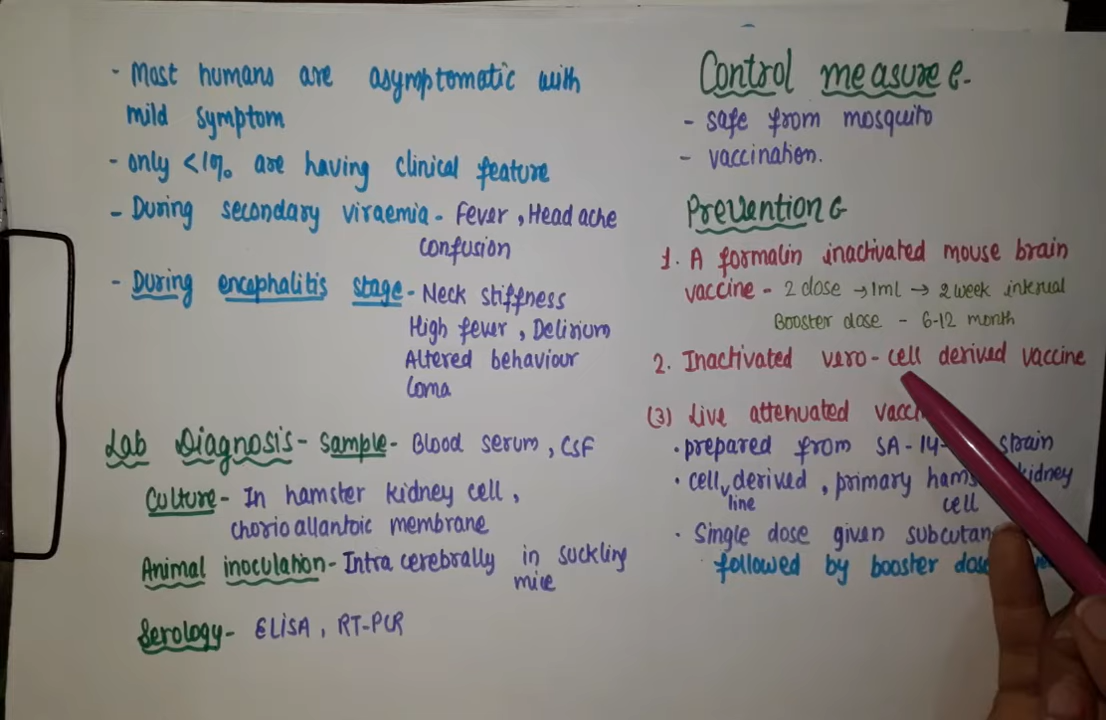 - Most humans are asymptomatic with
mild symptom
- only <1% are having clinical feature
- During secondary viraemia - Fever, Headache
confusion
- During encephalitis stage - Neck stiffness
High fever, Delirium
Altered behaviour
Coma
Lab Diagnosis - Sample - Blood serum, CSF
Culture - In hamster kidney cell,
chorio allantoic membrane
Animal inoculation - Intra cerebrally in suckling
mice
Serology - ELISA, RT-PCR
Control measure -
- safe from mosquito
- vaccination.
Prevention
1. A formalin inactivated mouse brain
vaccine - 2 dose → 1ml → 2 week interval
Booster dose - 6-12 month
2. Inactivated vero-cell derived vaccine
(3) Live attenuated
• prepared from SA-14- strain
• cell line derived, primary kidney
cell
• Single dose given
followed by booster